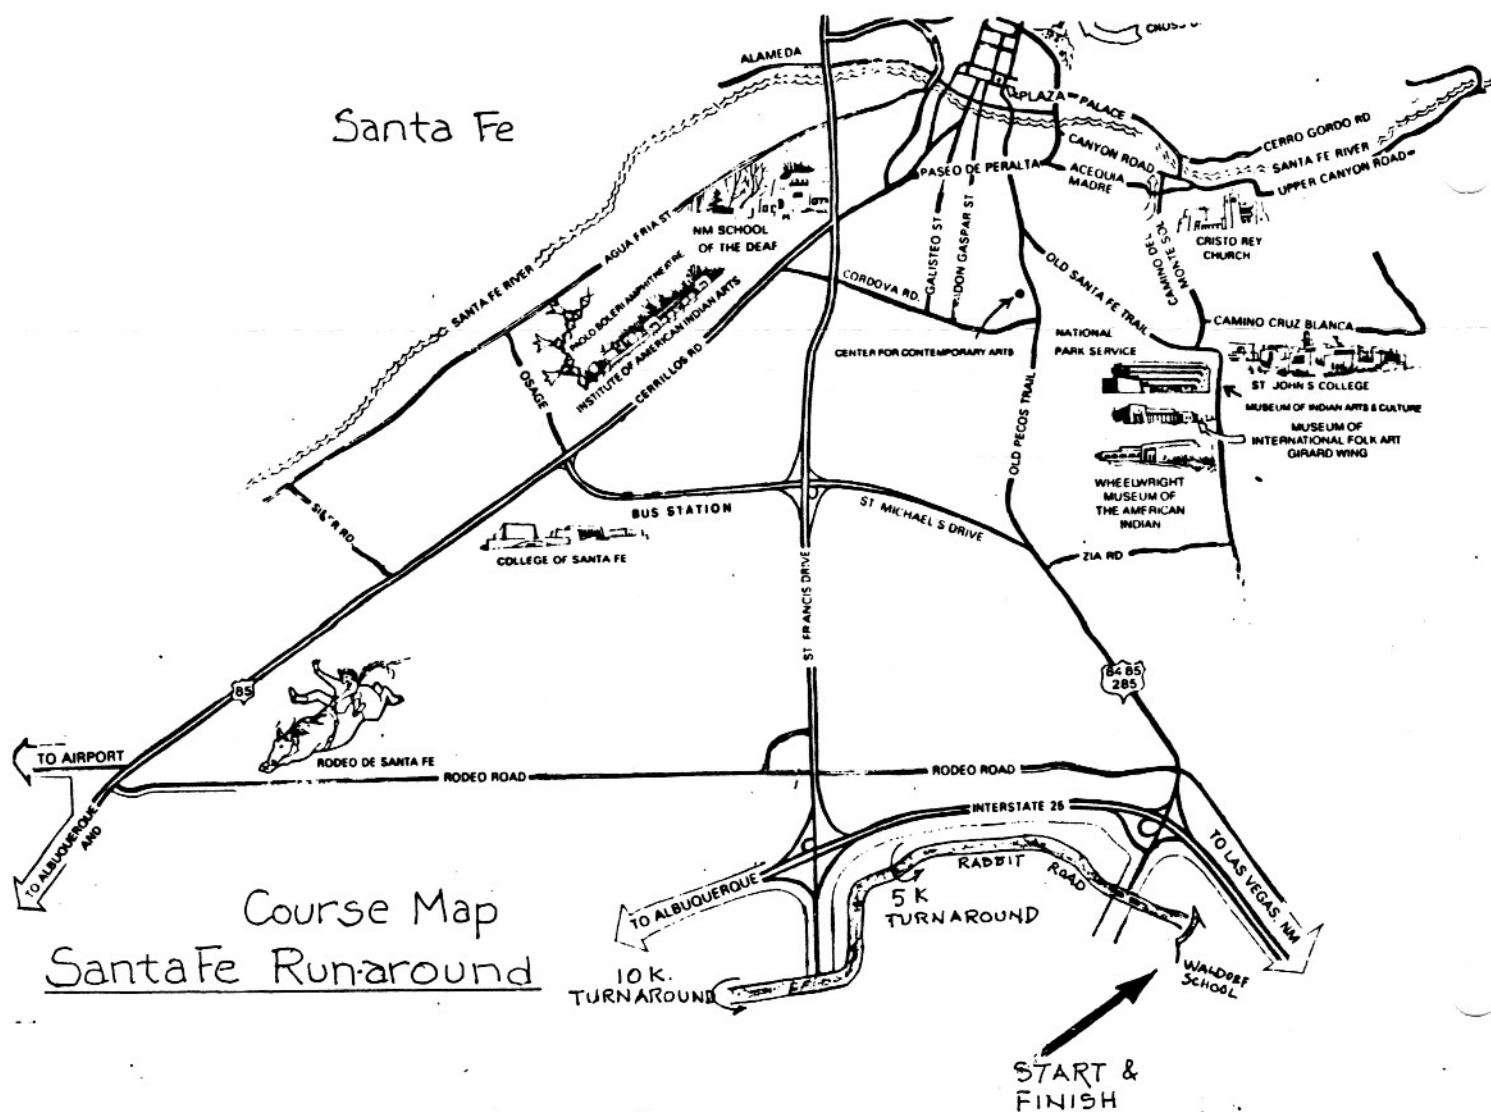 ALAMEDA
Santa Fe
PLAZA
PALACE
CANYON ROAD
CERRO GORDO RD
SANTA FE RIVER
UPPER CANYON ROAD
PASEO DE PERALTA
ACEQUIA
MADRE
AGUA FRIA ST
NM SCHOOL
OF THE DEAF
CRISTO REY
CHURCH
CAMINO DEL
MONTE SOL
SANTA FE RIVER
PAOLO BOLERI AMPHITHEATRE
INSTITUTE OF AMERICAN INDIAN ARTS
CERRILLOS RD
CORDOVA RD.
GALISTEO ST
DON GASPAR ST
OLD SANTA FE TRAIL
CAMINO CRUZ BLANCA
NATIONAL
PARK SERVICE
CENTER FOR CONTEMPORARY ARTS
OSAGE
ST JOHN S COLLEGE
MUSEUM OF INDIAN ARTS & CULTURE
MUSEUM OF
INTERNATIONAL FOLK ART
GIRARD WING
OLD PECOS TRAIL
WHEELWRIGHT
MUSEUM OF
THE AMERICAN
INDIAN
BUS STATION
ST MICHAEL S DRIVE
COLLEGE OF SANTA FE
ZIA RD
ST FRANCIS DRIVE
84 85
285
85
TO AIRPORT
RODEO DE SANTA FE
RODEO ROAD
RODEO ROAD
INTERSTATE 25
TO ALBUQUERQUE
AND
TO LAS VEGAS, NM
RABBIT
ROAD
5 K
TURNAROUND
TO ALBUQUERQUE
Course Map
Santa Fe Run-around
10 K.
TURNAROUND
WALDORF
SCHOOL
START &
FINISH